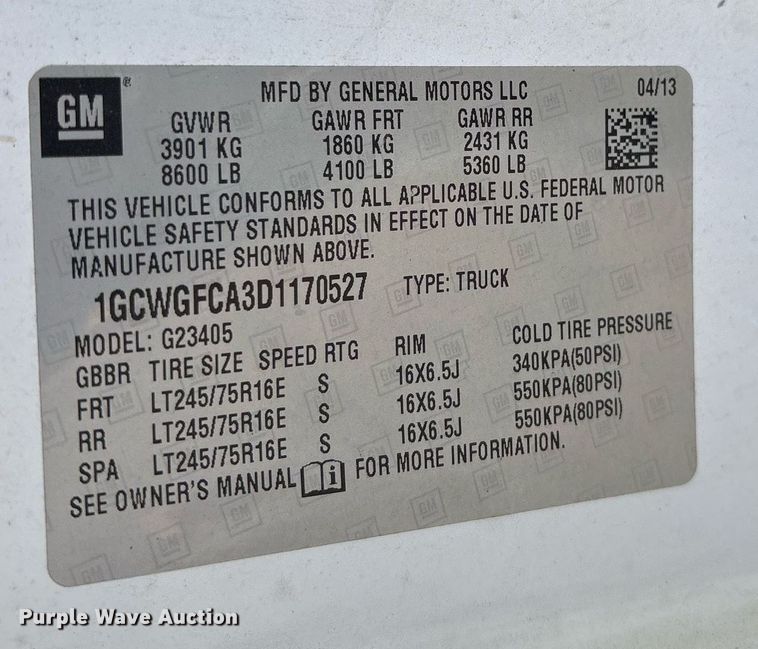 GM ®
MFD BY GENERAL MOTORS LLC 04/13
GVWR GAWR FRT GAWR RR
3901 KG 1860 KG 2431 KG
8600 LB 4100 LB 5360 LB
THIS VEHICLE CONFORMS TO ALL APPLICABLE U.S. FEDERAL MOTOR
VEHICLE SAFETY STANDARDS IN EFFECT ON THE DATE OF
MANUFACTURE SHOWN ABOVE.
1GCWGFCA3D1170527 TYPE: TRUCK
MODEL: G23405
GBBR TIRE SIZE SPEED RTG RIM COLD TIRE PRESSURE
FRT LT245/75R16E S 16X6.5J 340KPA(50PSI)
RR LT245/75R16E S 16X6.5J 550KPA(80PSI)
SPA LT245/75R16E S 16X6.5J 550KPA(80PSI)
SEE OWNER'S MANUAL i FOR MORE INFORMATION.
Purple Wave Auction